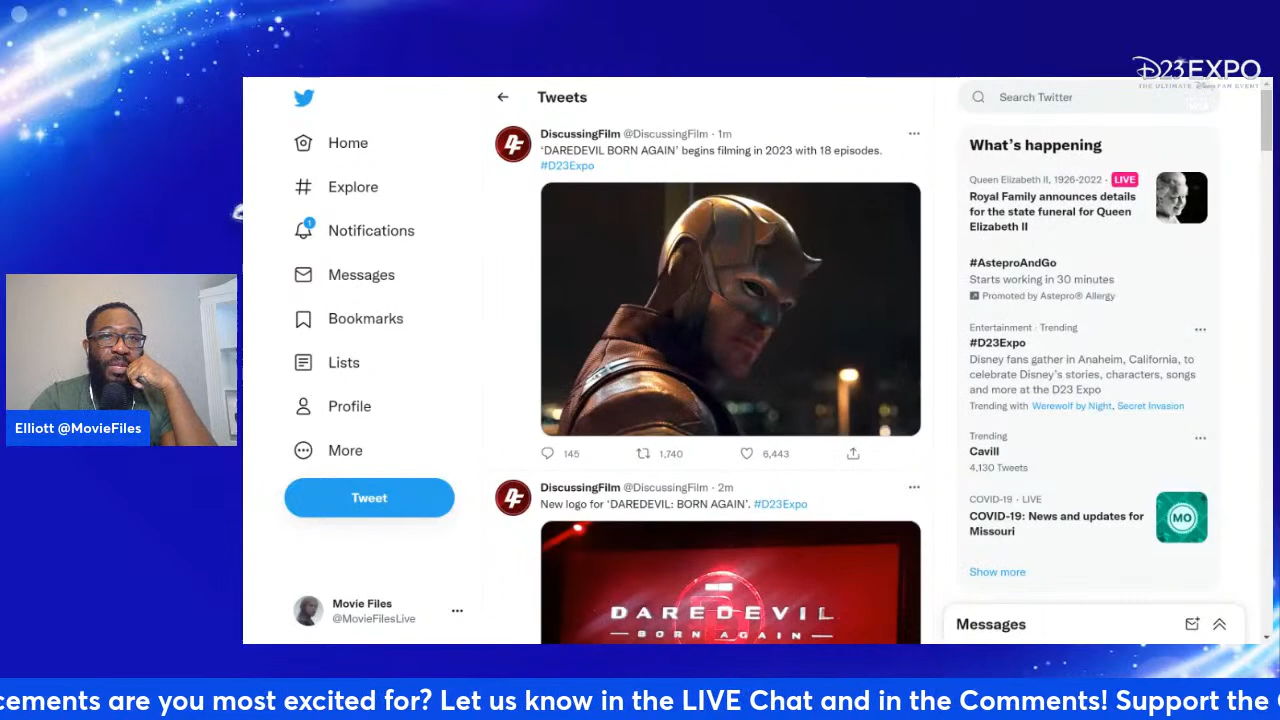 D23 EXPO
THE ULTIMATE Disney FAN EVENT
Home
Explore
1
Notifications
Messages
Bookmarks
Lists
Profile
More
Tweet
Movie Files
@MovieFilesLive
Tweets
DiscussingFilm @DiscussingFilm · 1m
‘DAREDEVIL BORN AGAIN’ begins filming in 2023 with 18 episodes.
#D23Expo
145
1,740
6,443
DiscussingFilm @DiscussingFilm · 2m
New logo for ‘DAREDEVIL: BORN AGAIN’. #D23Expo
DAREDEVIL
BORN AGAIN
Search Twitter
What’s happening
Queen Elizabeth II, 1926-2022 · LIVE
Royal Family announces details
for the state funeral for Queen
Elizabeth II
#AsteproAndGo
Starts working in 30 minutes
Promoted by Astepro® Allergy
Entertainment · Trending
#D23Expo
Disney fans gather in Anaheim, California, to
celebrate Disney’s stories, characters, songs
and more at the D23 Expo
Trending with Werewolf by Night, Secret Invasion
Trending
Cavill
4,130 Tweets
COVID-19 · LIVE
COVID-19: News and updates for
Missouri
MO
Show more
Messages
Elliott @MovieFiles
cements are you most excited for? Let us know in the LIVE Chat and in the Comments! Support the